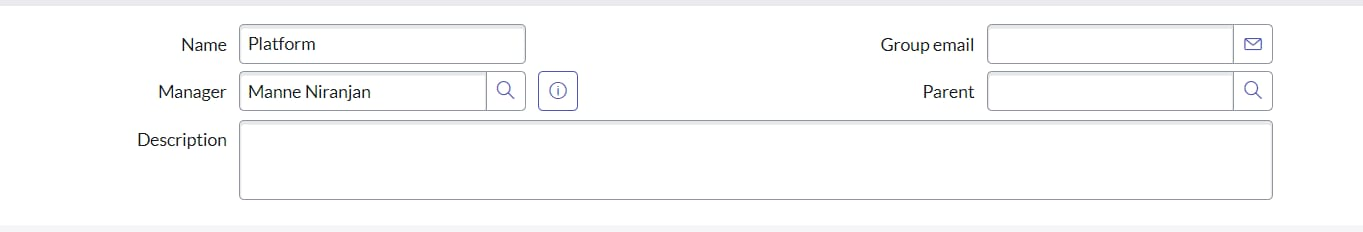 Name Platform Group email
Manager Manne Niranjan Parent
Description